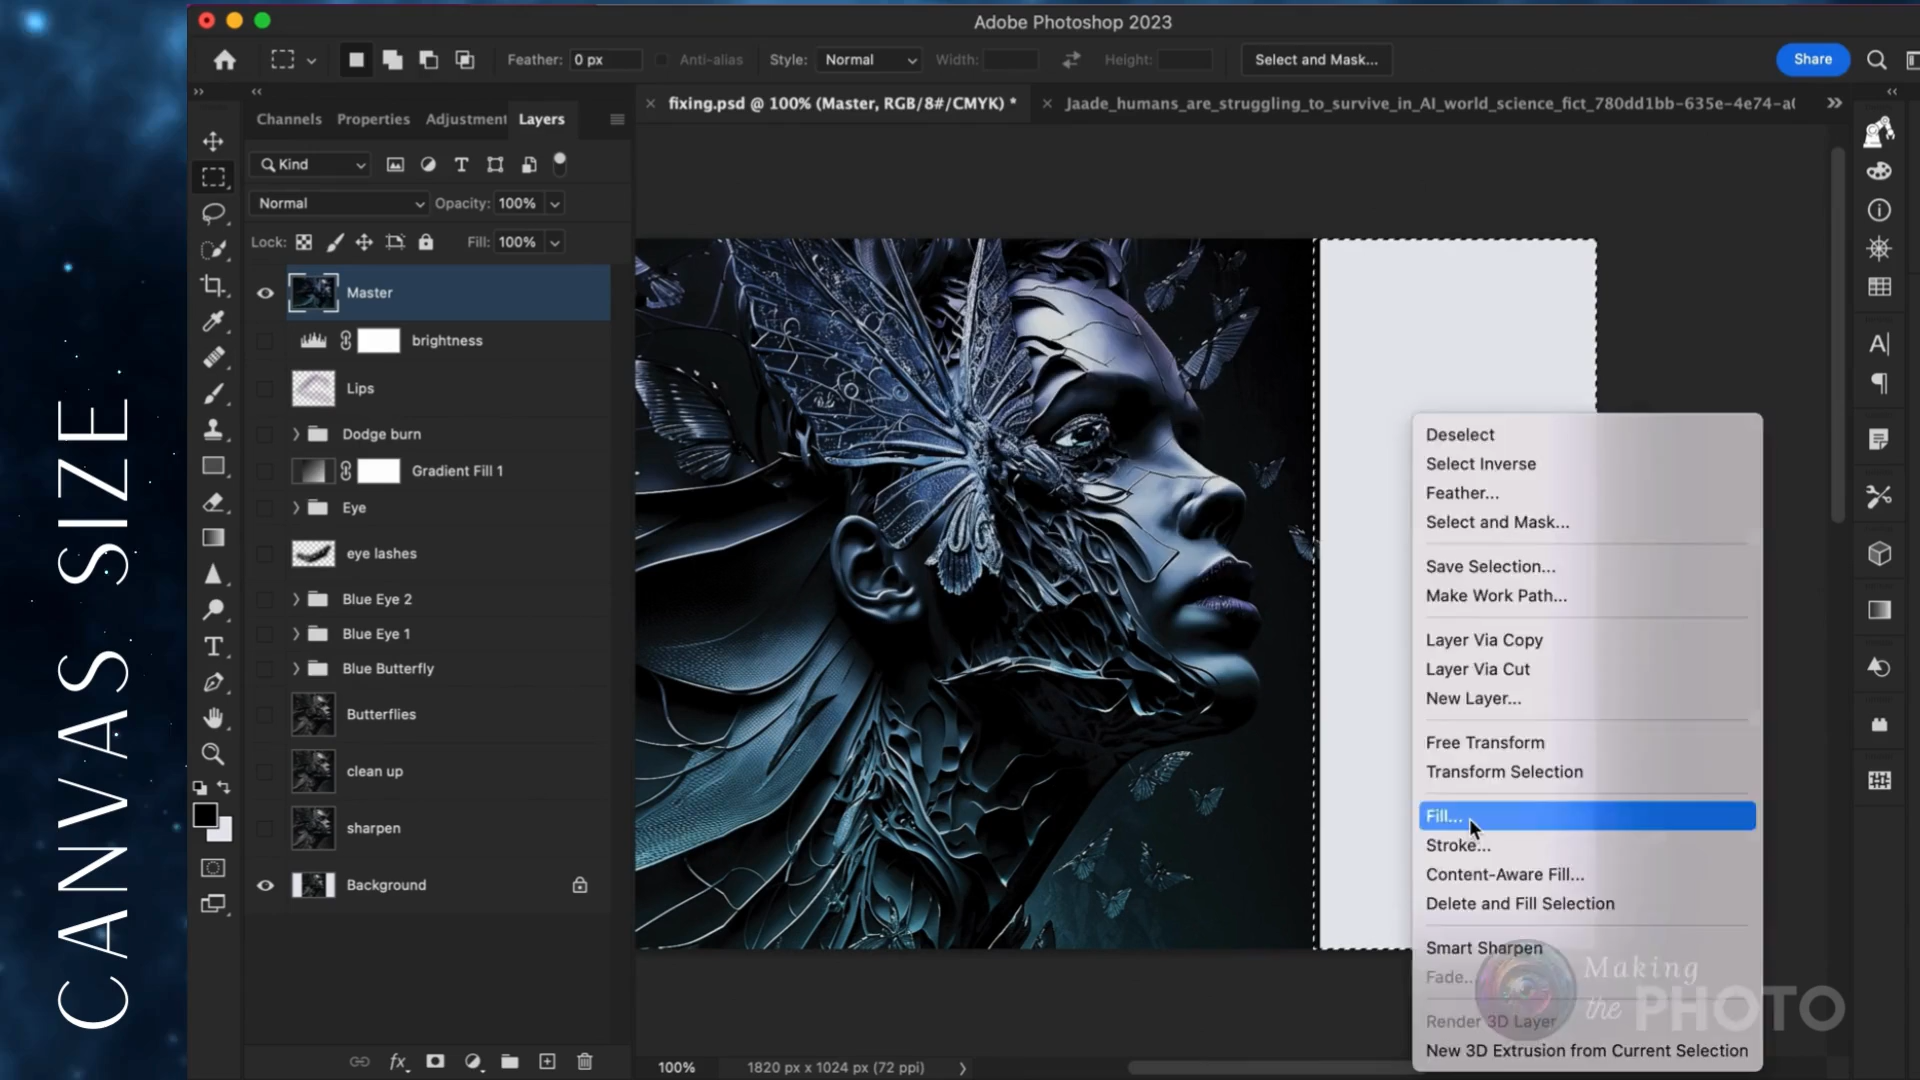 CANVAS SIZE
Adobe Photoshop 2023
Feather: 0 px Anti-alias Style: Normal Width: Height: Select and Mask... Share
Channels Properties Adjustment Layers
fixing.psd @ 100% (Master, RGB/8#/CMYK) *
Jaade_humans_are_struggling_to_survive_in_AI_world_science_fict_780dd1bb-635e-4e74-a(
Kind
Normal Opacity: 100%
Lock: Fill: 100%
Master
brightness
Lips
Dodge burn
Gradient Fill 1
Eye
eye lashes
Blue Eye 2
Blue Eye 1
Blue Butterfly
Butterflies
clean up
sharpen
Background
Deselect
Select Inverse
Feather...
Select and Mask...
Save Selection...
Make Work Path...
Layer Via Copy
Layer Via Cut
New Layer...
Free Transform
Transform Selection
Fill...
Stroke...
Content-Aware Fill...
Delete and Fill Selection
Smart Sharpen
Fade...
Render 3D Layer
New 3D Extrusion from Current Selection
Making
the PHOTO
100% 1820 px x 1024 px (72 ppi)